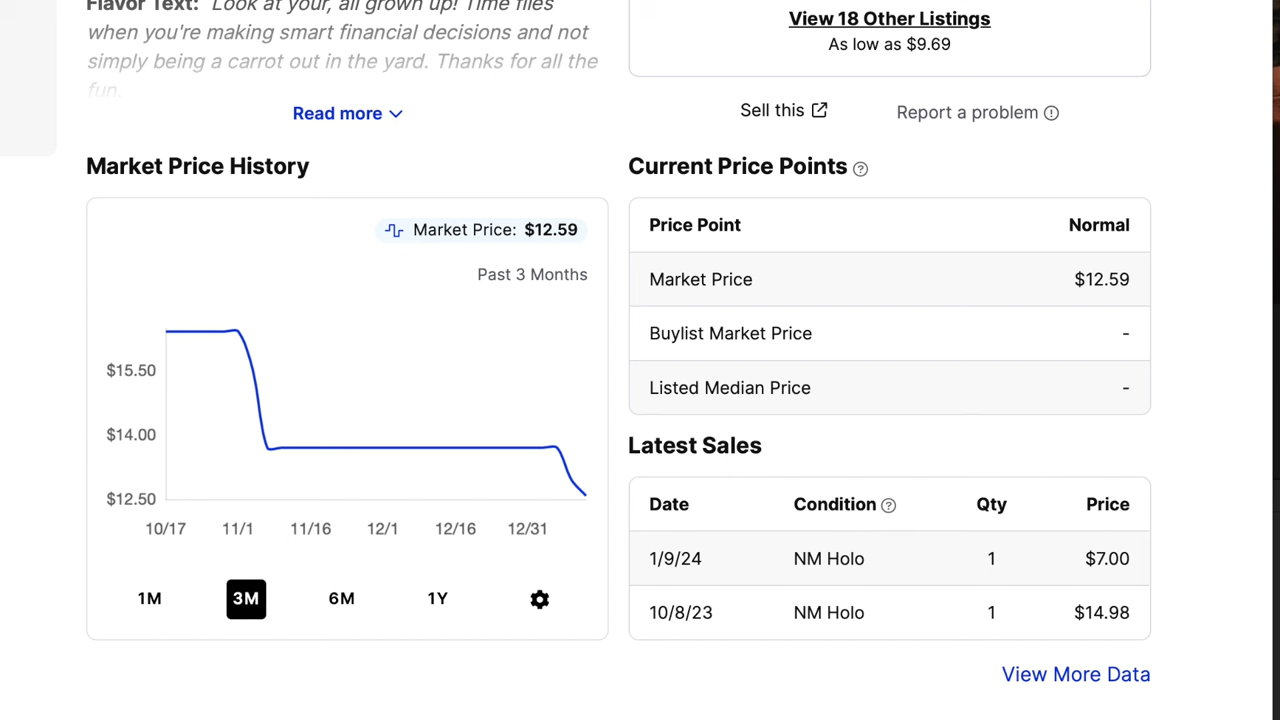 Flavor Text: Look at your, all grown up! Time flies
when you're making smart financial decisions and not
simply being a carrot out in the yard. Thanks for all the
fun.
Read more
View 18 Other Listings
As low as $9.69
Sell this
Report a problem
Market Price History
Market Price: $12.59
Past 3 Months
$15.50
$14.00
$12.50
10/17 11/1 11/16 12/1 12/16 12/31
1M 3M 6M 1Y
Current Price Points
Price Point Normal
Market Price $12.59
Buylist Market Price -
Listed Median Price -
Latest Sales
Date Condition Qty Price
1/9/24 NM Holo 1 $7.00
10/8/23 NM Holo 1 $14.98
View More Data